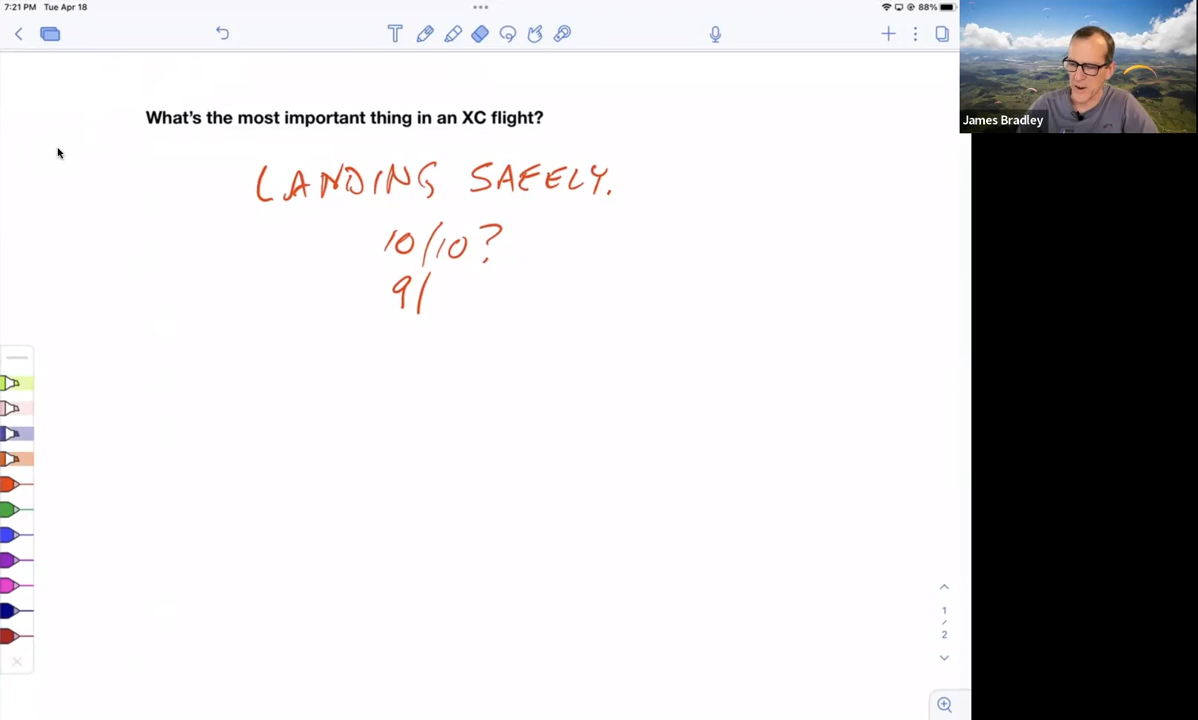 7:21 PM Tue Apr 18
88%
What's the most important thing in an XC flight?
LANDING SAFELY.
10/10?
9/
James Bradley
1
/
2